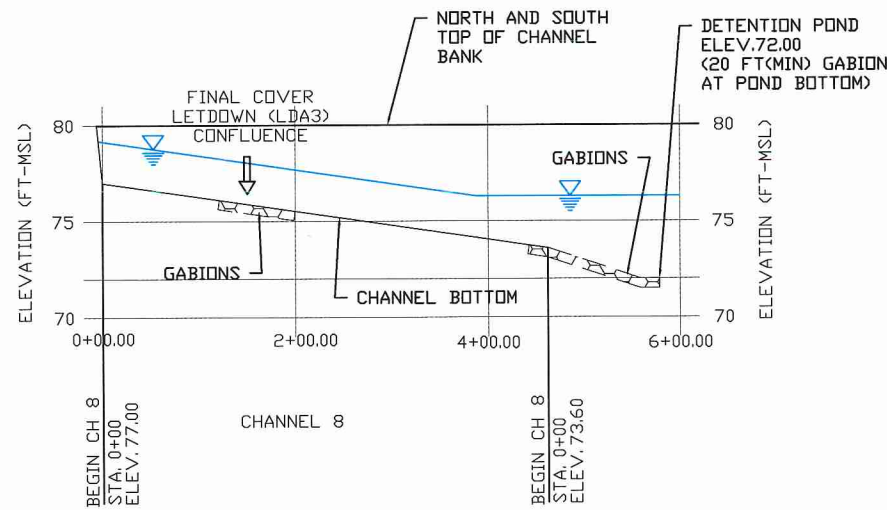 NORTH AND SOUTH
TOP OF CHANNEL
BANK
DETENTION POND
ELEV.72.00
(20 FT(MIN) GABION
AT POND BOTTOM)
FINAL COVER
LETDOWN (LDA3)
CONFLUENCE
GABIONS
80
75
70
ELEVATION (FT-MSL)
80
75
70
ELEVATION (FT-MSL)
GABIONS
CHANNEL BOTTOM
0+00.00
2+00.00
4+00.00
6+00.00
CHANNEL 8
BEGIN CH 8
STA. 0+00
ELEV. 77.00
BEGIN CH 8
STA. 0+00
ELEV. 73.60